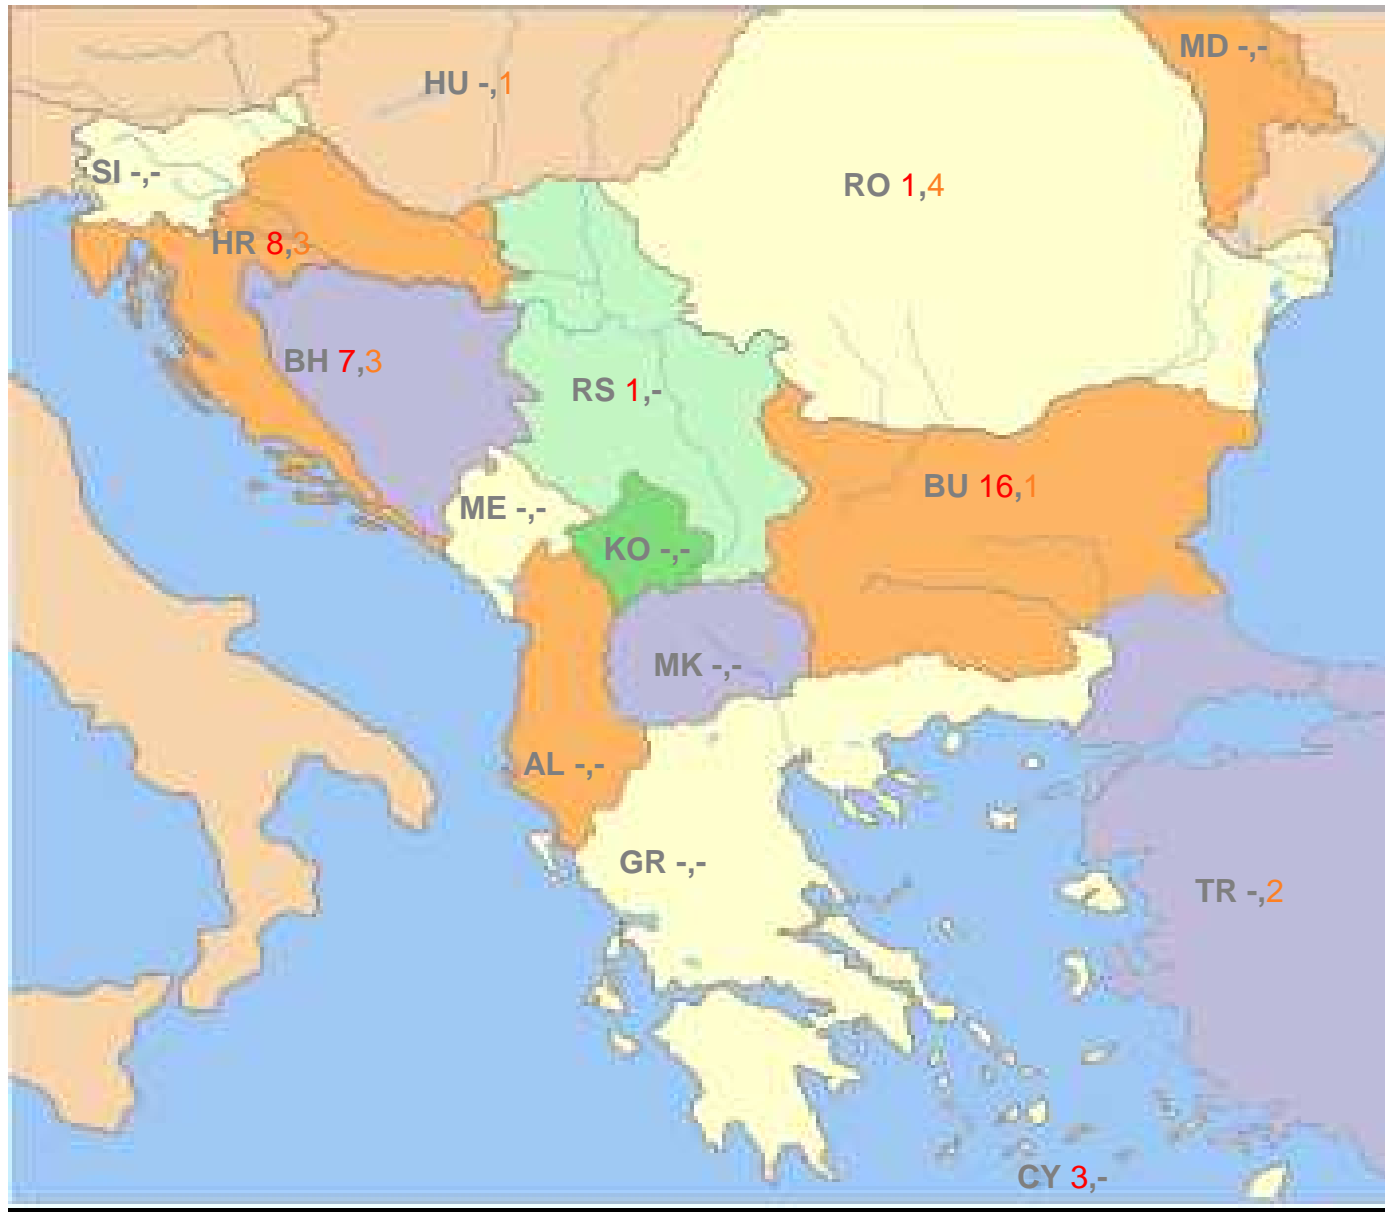 MD -,-
HU -,1
SI -,-
RO 1,4
HR 8,3
BH 7,3
RS 1,-
BU 16,1
ME -,-
KO -,-
MK -,-
AL -,-
GR -,-
TR -,2
CY 3,-